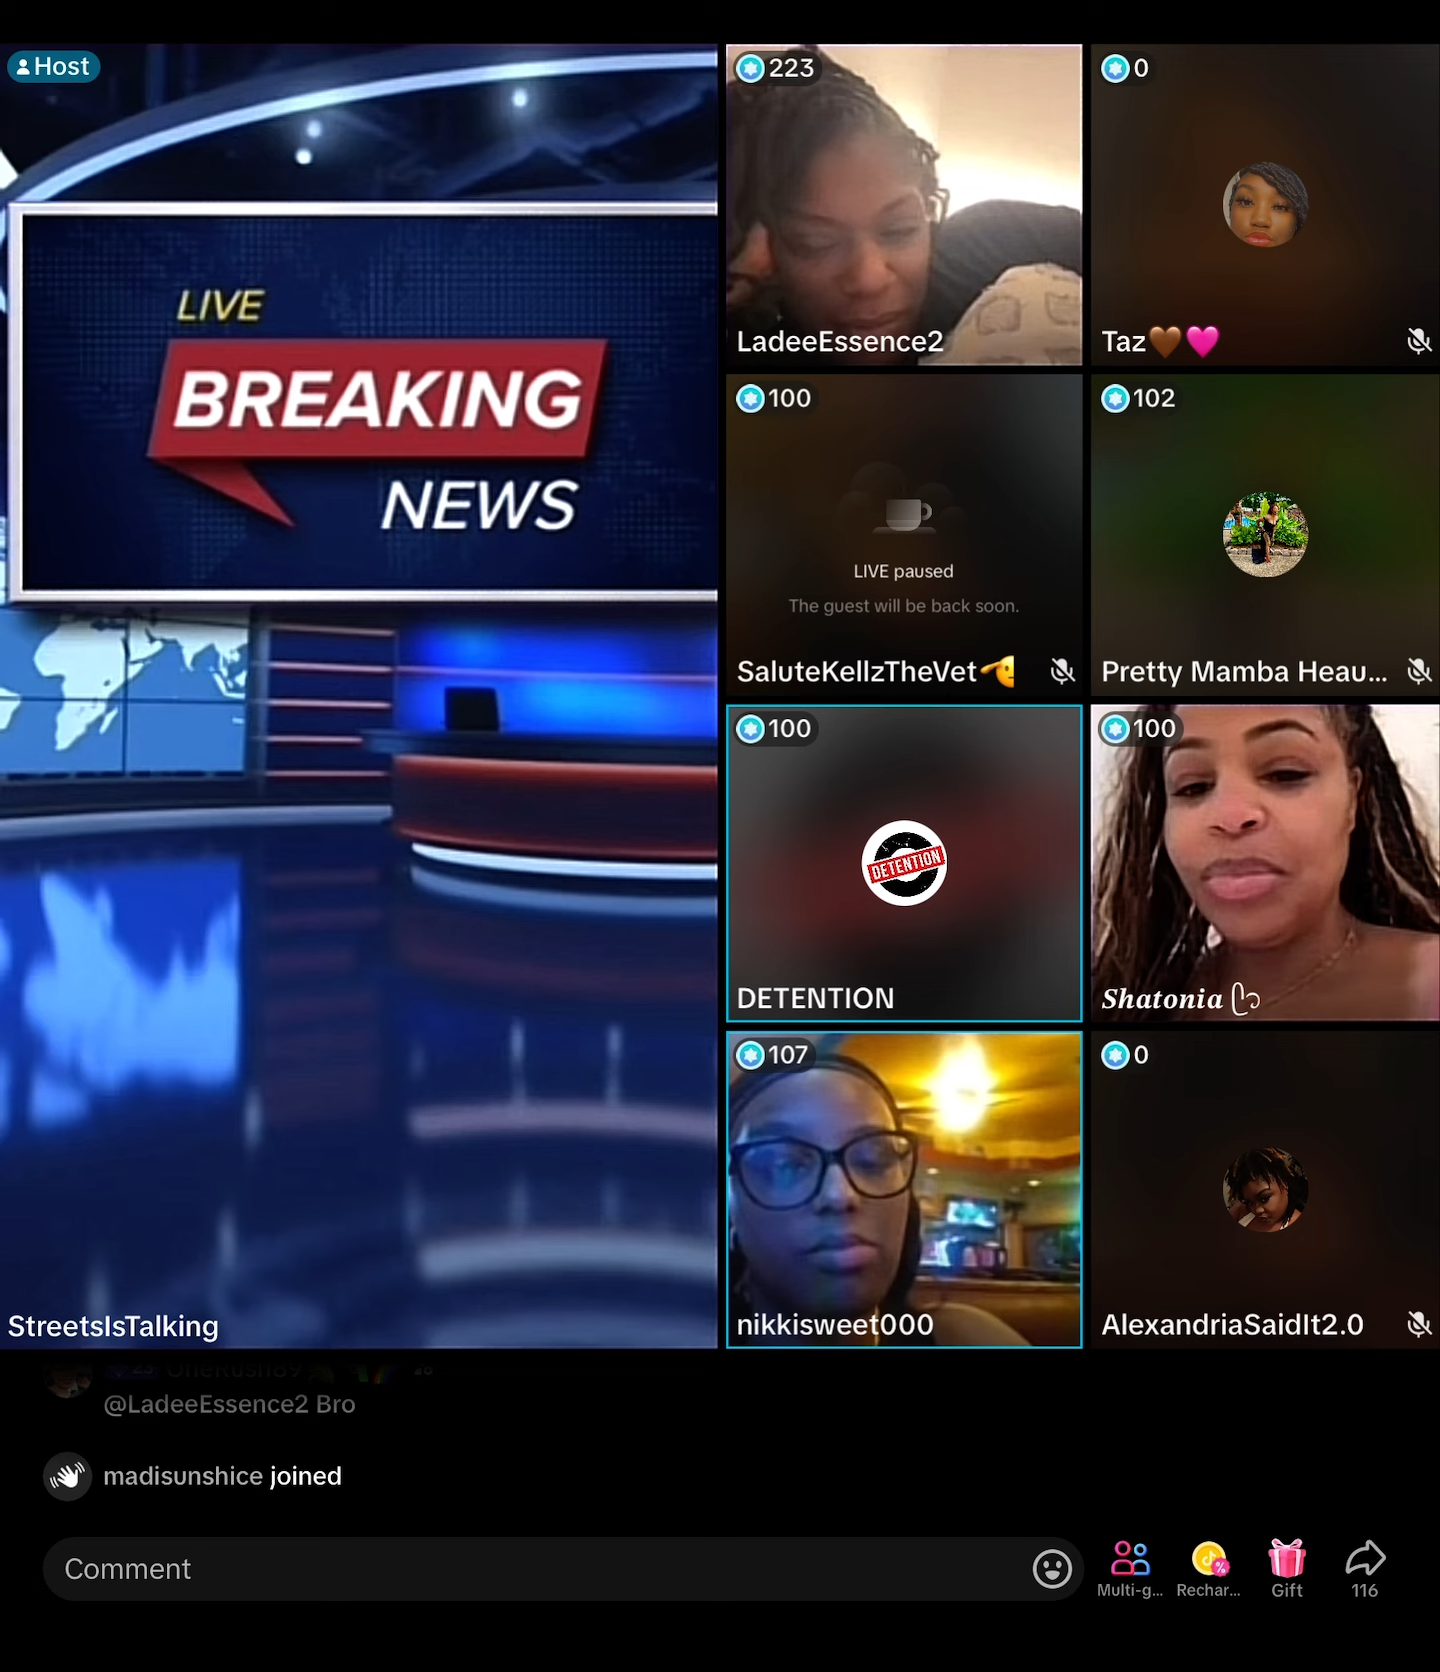 Host
LIVE
BREAKING
NEWS
StreetsIsTalking
223
LadeeEssence2
0
Taz🤎🩷
100
LIVE paused
The guest will be back soon.
SaluteKellzTheVet
102
Pretty Mamba Heau...
100
DETENTION
DETENTION
100
Shatonia
107
nikkisweet000
0
AlexandriaSaidIt2.0
23 OneRush89
@LadeeEssence2 Bro
madisunshice joined
Comment
Multi-g...
Rechar...
Gift
116